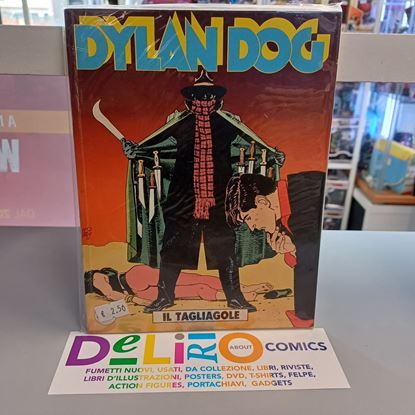 DYLAN DOG
€ 2,50
IL TAGLIAGOLE
DeLiRIO ABOUT COMICS
FUMETTI NUOVI, USATI, DA COLLEZIONE, LIBRI, RIVISTE,
LIBRI D'ILLUSTRAZIONI, POSTERS, DVD, T-SHIRTS, FELPE,
ACTION FIGURES, PORTACHIAVI, GADGETS